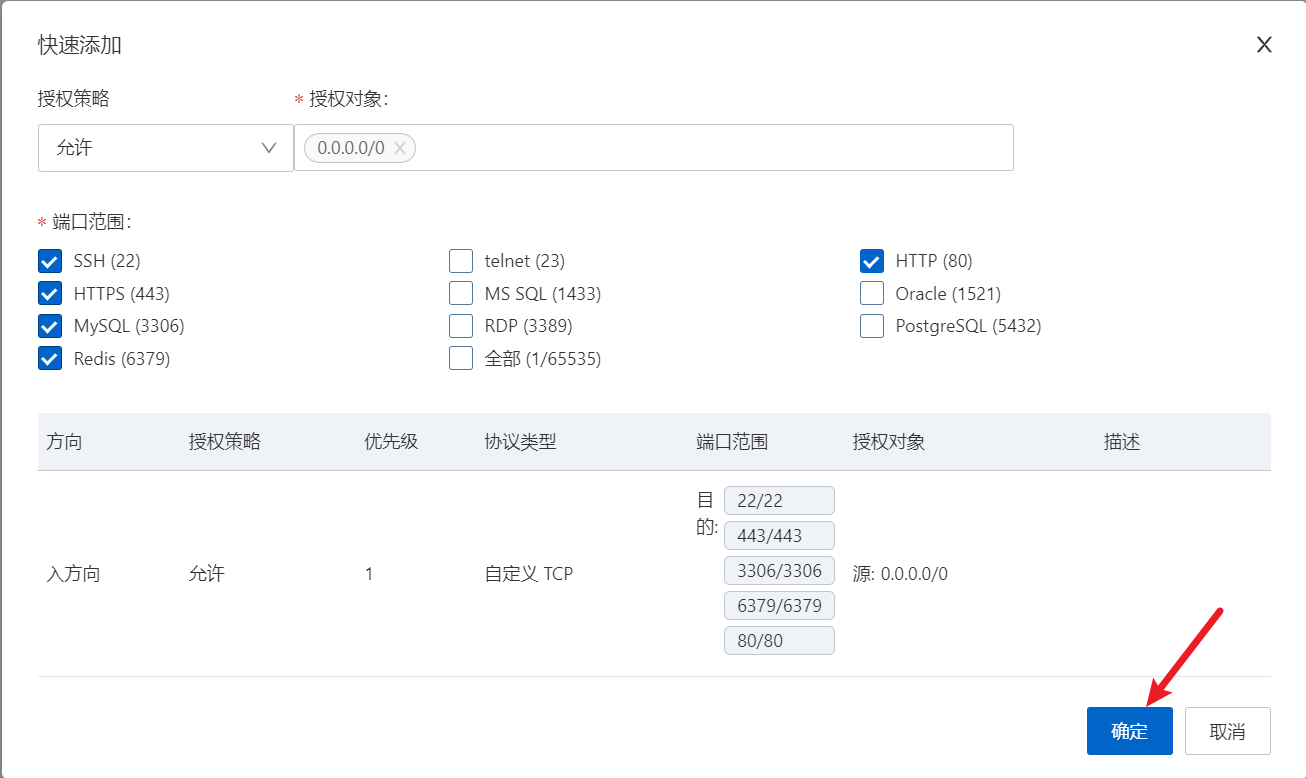 快速添加
授权策略 * 授权对象:
允许 0.0.0.0/0
* 端口范围:
SSH (22) telnet (23) HTTP (80)
HTTPS (443) MS SQL (1433) Oracle (1521)
MySQL (3306) RDP (3389) PostgreSQL (5432)
Redis (6379) 全部 (1/65535)
方向 授权策略 优先级 协议类型 端口范围 授权对象 描述
入方向 允许 1 自定义 TCP 目的: 22/22
443/443
3306/3306
6379/6379
80/80
源: 0.0.0.0/0
确定 取消